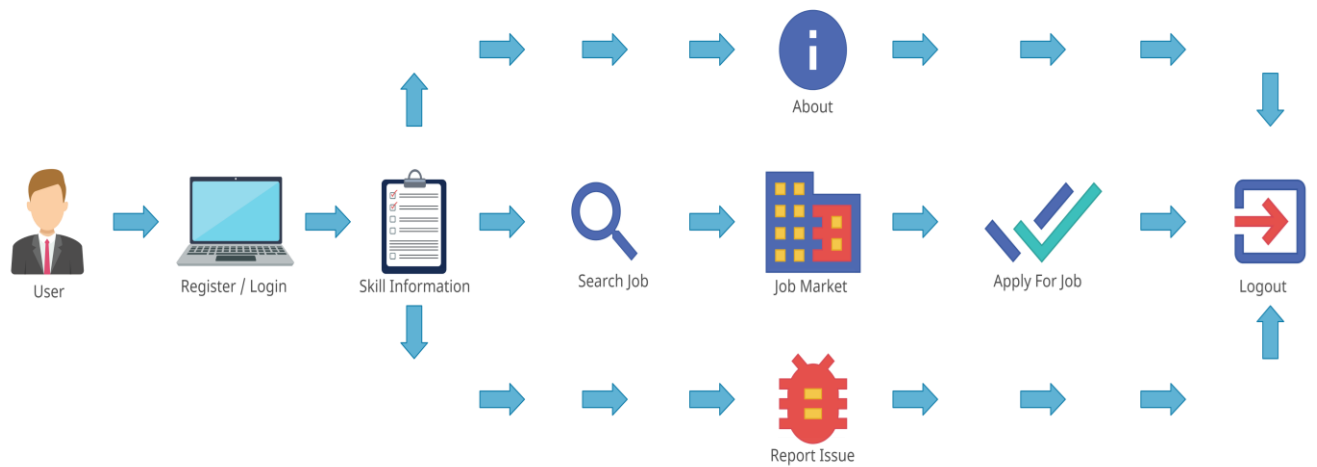 About
User
Register / Login
Skill Information
Search Job
Job Market
Apply For Job
Logout
Report Issue